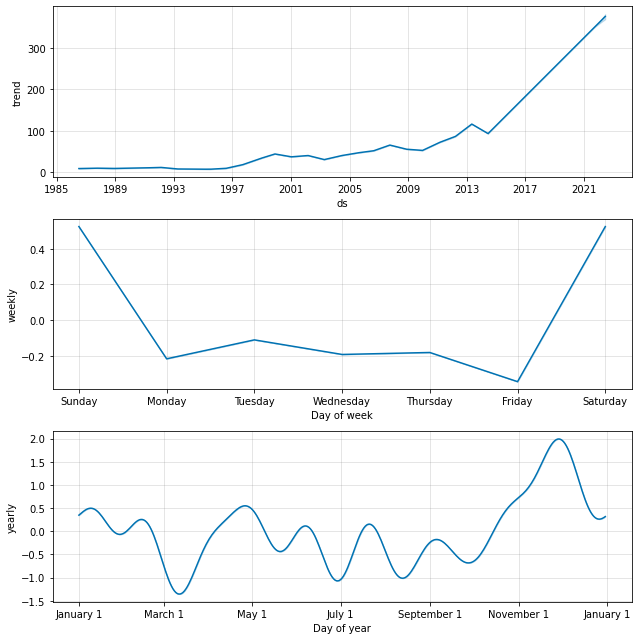 300
200
100
0
trend
1985 1989 1993 1997 2001 2005 2009 2013 2017 2021
ds
0.4
0.2
0.0
−0.2
weekly
Sunday Monday Tuesday Wednesday Thursday Friday Saturday
Day of week
2.0
1.5
1.0
0.5
0.0
−0.5
−1.0
−1.5
yearly
January 1 March 1 May 1 July 1 September 1 November 1 January 1
Day of year